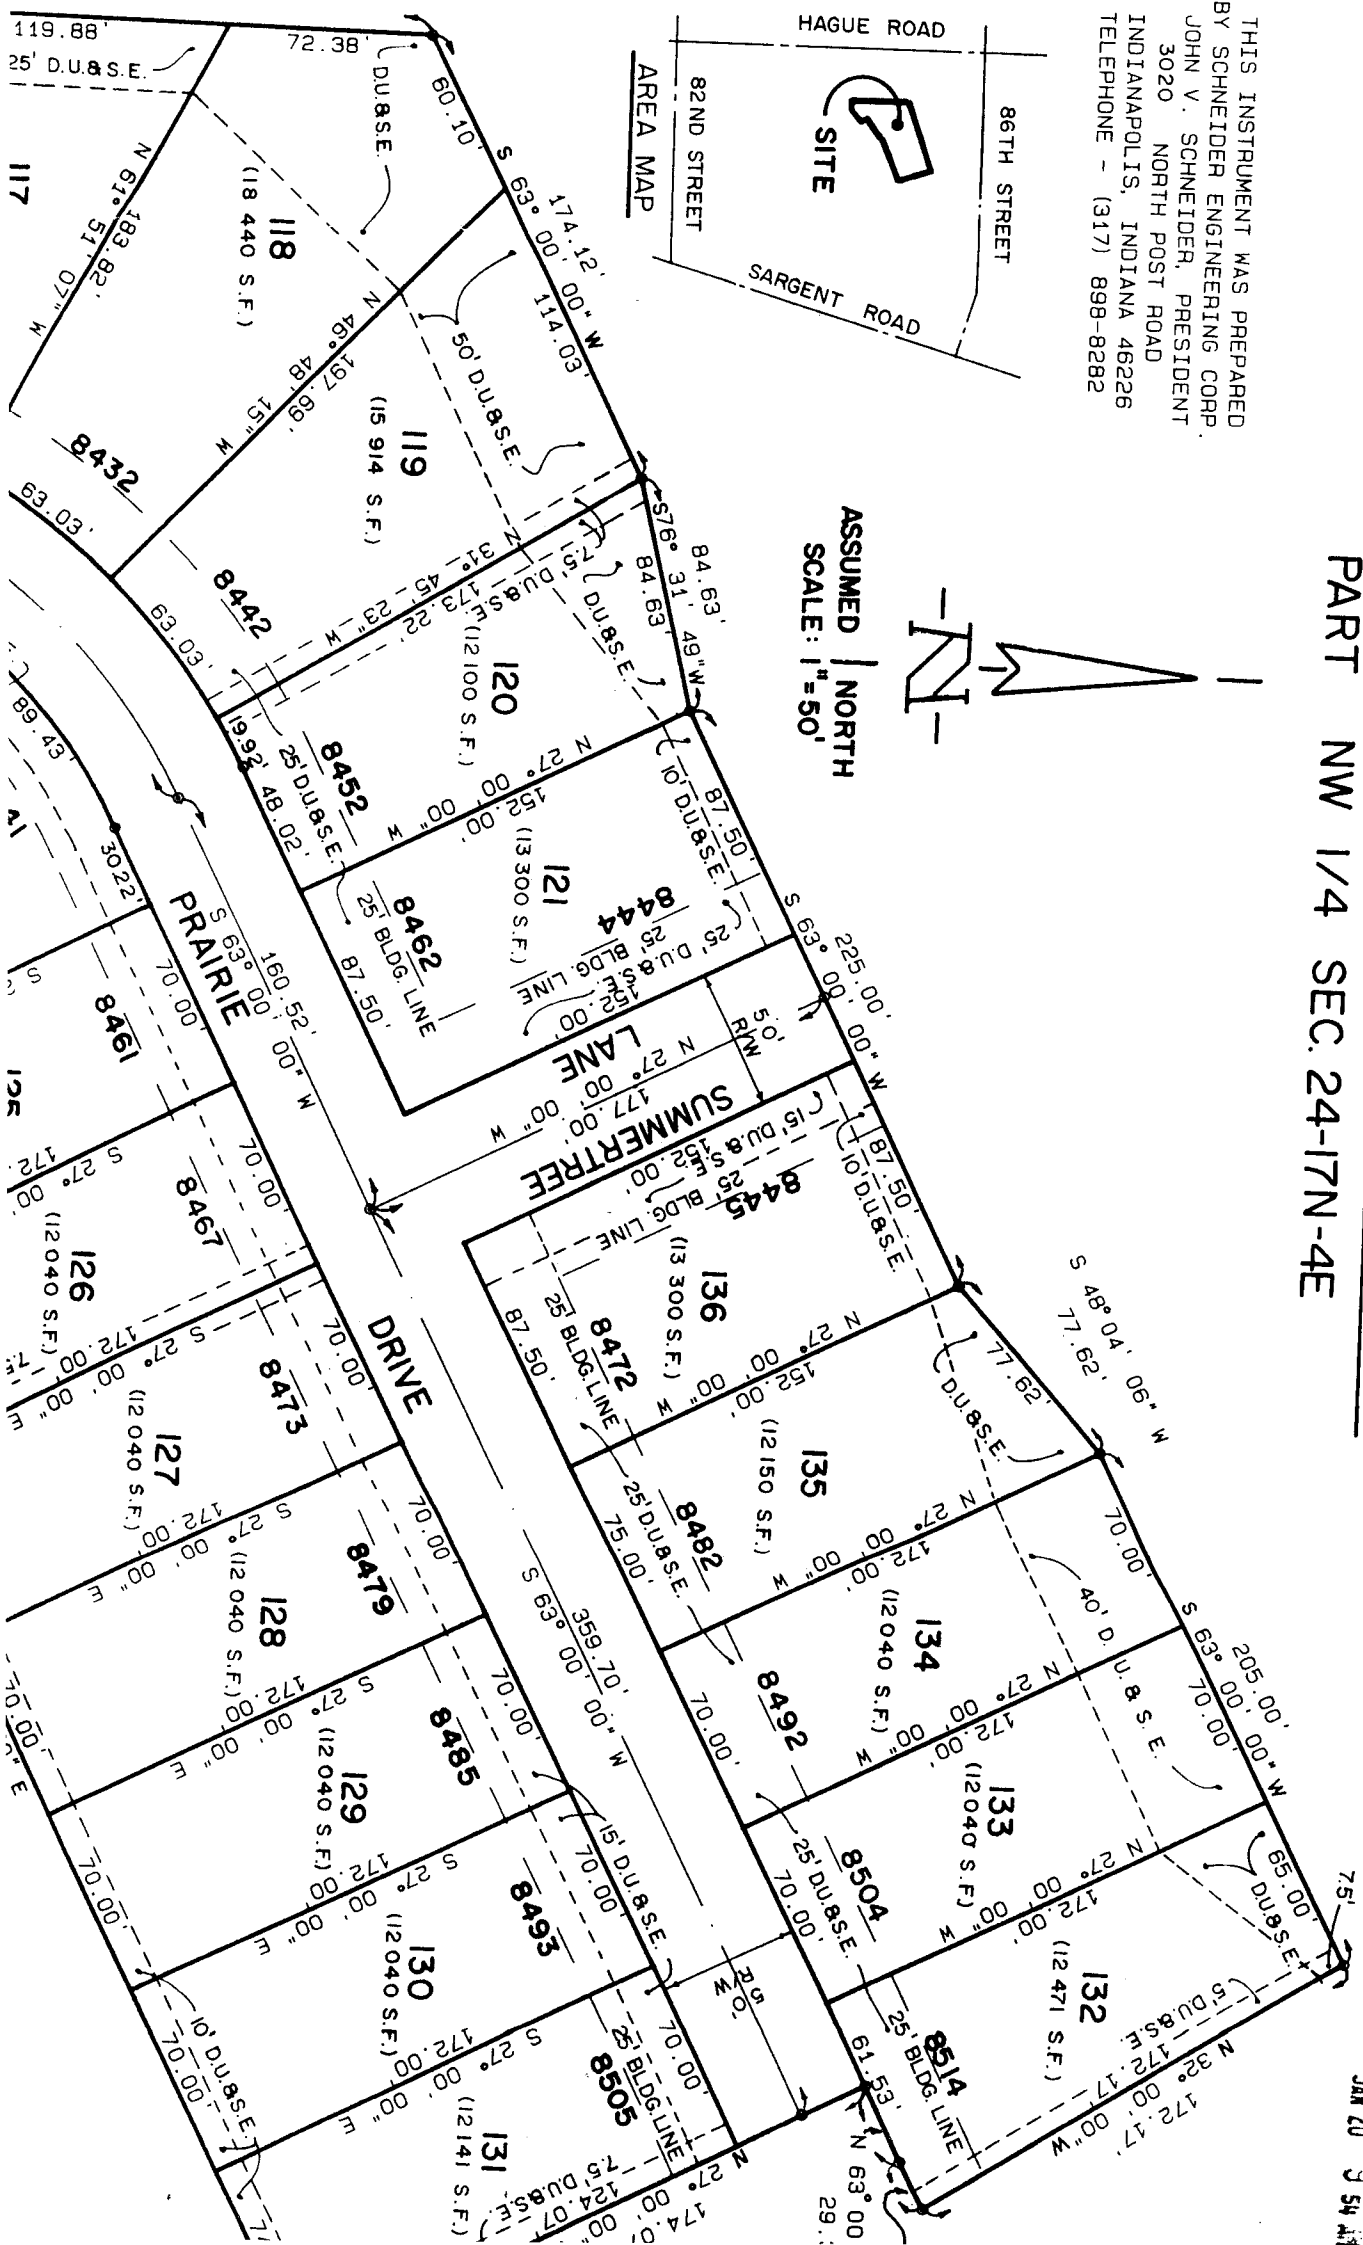 PART NW 1/4 SEC. 24-17N-4E
THIS INSTRUMENT WAS PREPARED
BY SCHNEIDER ENGINEERING CORP.
JOHN V. SCHNEIDER, PRESIDENT
3020 NORTH POST ROAD
INDIANAPOLIS, INDIANA 46226
TELEPHONE - (317) 898-8282
86TH STREET
HAGUE ROAD
SITE
SARGENT ROAD
82ND STREET
AREA MAP
N
ASSUMED NORTH
SCALE: 1"=50'
119.88'
25' D.U.&S.E.
72.38'
D.U.&S.E.
60.10'
174.12'
S 63° 00' 00" W
114.03'
117
N 61° 51' 07" W
183.82'
118
(18 440 S.F.)
8432
63.03'
N 46° 48' 15" W
197.69'
50' D.U.&S.E.
119
(15 914 S.F.)
8442
63.03'
N 31° 45' 23" W
173.22'
7.5' D.U.&S.E.
84.63'
S76° 31' 49"W
84.63'
D.U.&S.E.
120
(12 100 S.F.)
8452
25' D.U.&S.E.
19.92'
48.02'
N 27° 00' 00" W
152.00'
87.50'
10' D.U.&S.E.
121
(13 300 S.F.)
8444
25' BLDG. LINE
25' D.U.&S.E.
152.00'
8462
25' BLDG. LINE
87.50'
225.00'
S 63° 00' 00" W
50'
R/W
N 27° 00' 00" W
177.00'
SUMMERTREE
LANE
87.50'
10' D.U.&S.E.
15' D.U.&S.E.
152.00'
8445
25' BLDG. LINE
136
(13 300 S.F.)
8472
25' BLDG. LINE
87.50'
N 27° 00' 00" W
152.00'
S 48° 04' 06" W
77.62'
77.62'
D.U.&S.E.
135
(12 150 S.F.)
8482
25' D.U.&S.E.
75.00'
N 27° 00' 00" W
172.00'
70.00'
40' D.U.&S.E.
134
(12 040 S.F.)
8492
70.00'
N 27° 00' 00" W
172.00'
205.00'
S 63° 00' 00" W
70.00'
133
(12 040 S.F.)
8504
25' D.U.&S.E.
70.00'
N 27° 00' 00" W
172.00'
65.00'
D.U.&S.E.
7.5'
132
(12 471 S.F.)
5' D.U.&S.E.
172.17'
N 32° 00' 00"W
172.17'
8514
25' BLDG. LINE
61.53'
N 63° 00
29.
89.43'
30.22'
PRAIRIE
DRIVE
160.52'
S 63° 00' 00" W
359.70'
S 63° 00' 00" W
50'
R/W
70.00'
8461
S
S 27° 00
172.
70.00'
8467
126
(12 040 S.F.)
S 27° 00' 00" E
172.00'
7.5
70.00'
8473
127
(12 040 S.F.)
S 27° 00' 00" E
172.00'
70.00'
8479
128
(12 040 S.F.)
S 27° 00' 00" E
172.00'
70.00'
70.00'
8485
129
(12 040 S.F.)
S 27° 00' 00" E
172.00'
70.00'
15' D.U.&S.E.
70.00'
8493
130
(12 040 S.F.)
S 27° 00' 00" E
172.00'
10' D.U.&S.E.
70.00'
70.00'
25' BLDG. LINE
8505
131
(12 141 S.F.)
7.5' D.U.&S.E.
124.07
N 27° 00' 00"
174.0